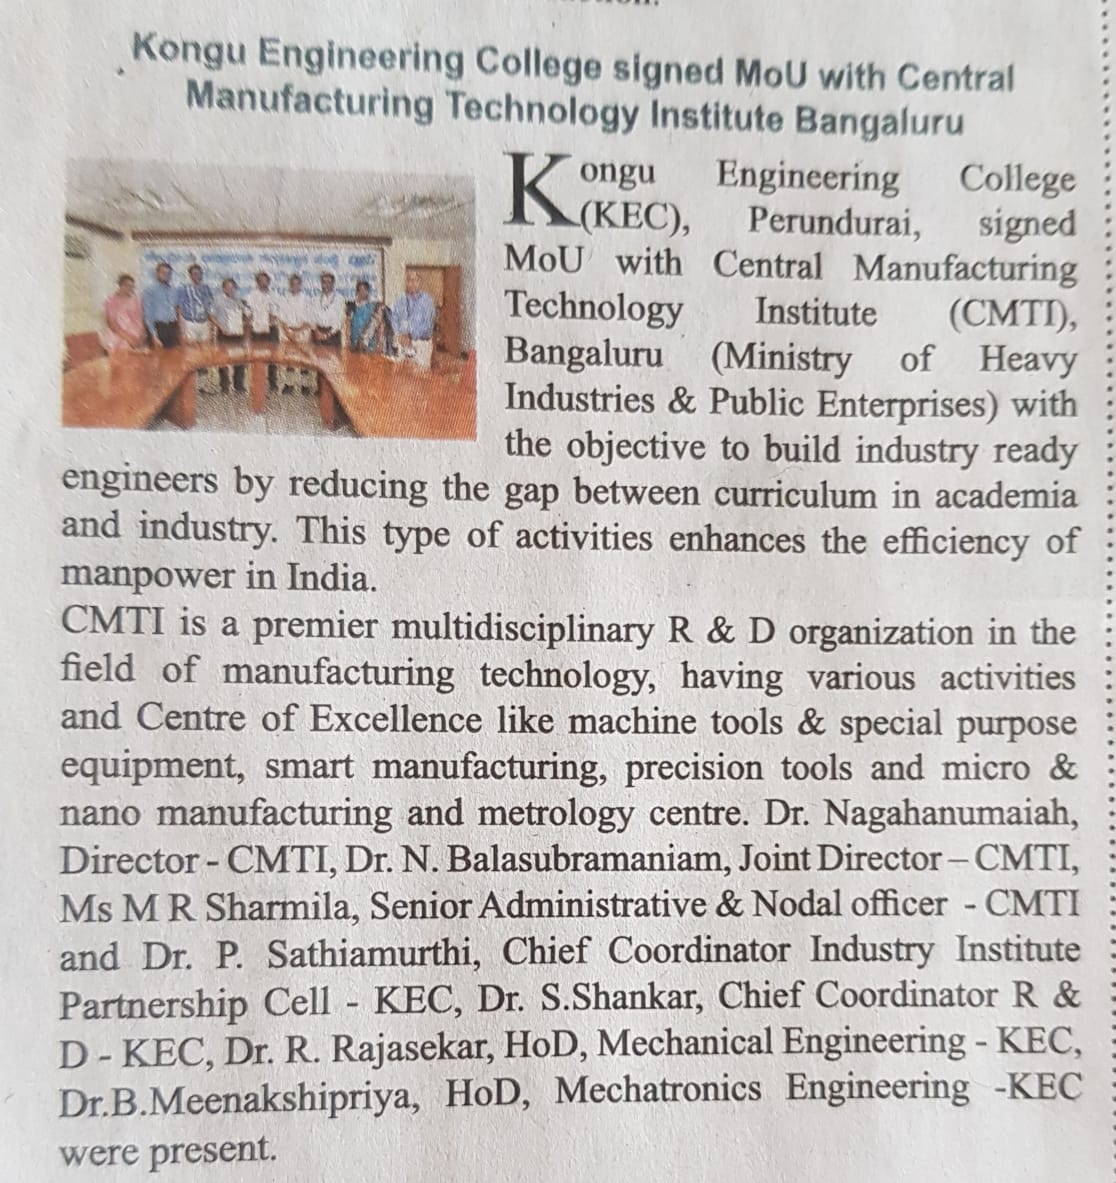 Kongu Engineering College signed MoU with Central
Manufacturing Technology Institute Bangaluru
Kongu Engineering College
(KEC), Perundurai, signed
MoU with Central Manufacturing
Technology Institute (CMTI),
Bangaluru (Ministry of Heavy
Industries & Public Enterprises) with
the objective to build industry ready
engineers by reducing the gap between curriculum in academia
and industry. This type of activities enhances the efficiency of
manpower in India.
CMTI is a premier multidisciplinary R & D organization in the
field of manufacturing technology, having various activities
and Centre of Excellence like machine tools & special purpose
equipment, smart manufacturing, precision tools and micro &
nano manufacturing and metrology centre. Dr. Nagahanumaiah,
Director - CMTI, Dr. N. Balasubramaniam, Joint Director – CMTI,
Ms M R Sharmila, Senior Administrative & Nodal officer - CMTI
and Dr. P. Sathiamurthi, Chief Coordinator Industry Institute
Partnership Cell - KEC, Dr. S.Shankar, Chief Coordinator R &
D - KEC, Dr. R. Rajasekar, HoD, Mechanical Engineering - KEC,
Dr.B.Meenakshipriya, HoD, Mechatronics Engineering -KEC
were present.